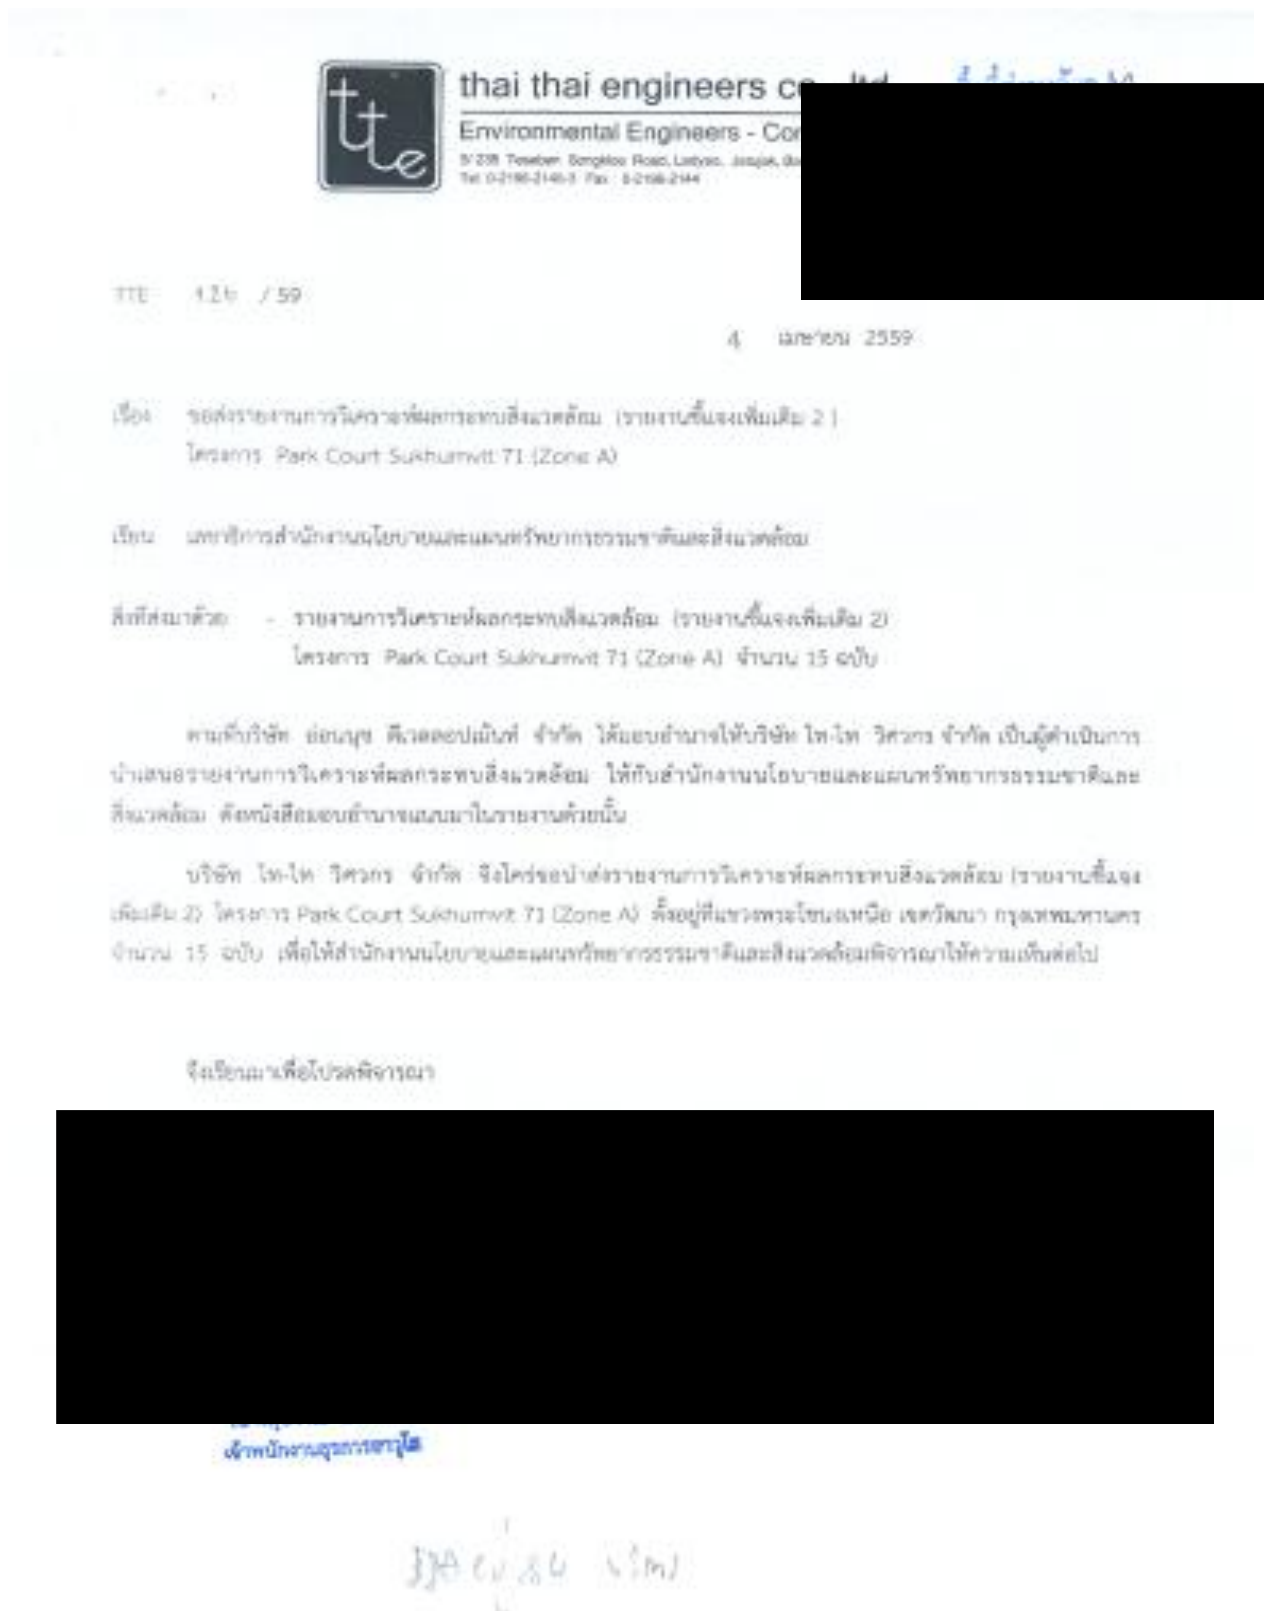 tte
thai thai engineers co
Environmental Engineers - Con
Tel 0-2196-2146-3 Fax : 0-2196-2144
TTE / 59
4 เมษายน 2559
เรื่อง ขอส่งรายงานการวิเคราะห์ผลกระทบสิ่งแวดล้อม (รายงานชี้แจงเพิ่มเติม 2 )
โครงการ Park Court Sukhumvit 71 (Zone A)
เรียน เลขาธิการสำนักงานนโยบายและแผนทรัพยากรธรรมชาติและสิ่งแวดล้อม
สิ่งที่ส่งมาด้วย - รายงานการวิเคราะห์ผลกระทบสิ่งแวดล้อม (รายงานชี้แจงเพิ่มเติม 2)
โครงการ Park Court Sukhumvit 71 (Zone A) จำนวน 15 ฉบับ
ตามที่บริษัท อ่อนนุช ดีเวลลอปเม้นท์ จำกัด ได้มอบอำนาจให้บริษัท ไท-ไท วิศวกร จำกัด เป็นผู้ดำเนินการ
นำเสนอรายงานการวิเคราะห์ผลกระทบสิ่งแวดล้อม ให้กับสำนักงานนโยบายและแผนทรัพยากรธรรมชาติและ
สิ่งแวดล้อม ดังหนังสือมอบอำนาจแนบมาในรายงานด้วยนั้น
บริษัท ไท-ไท วิศวกร จำกัด จึงใคร่ขอนำส่งรายงานการวิเคราะห์ผลกระทบสิ่งแวดล้อม (รายงานชี้แจง
เพิ่มเติม 2) โครงการ Park Court Sukhumvit 71 (Zone A) ตั้งอยู่ที่แขวงพระโขนงเหนือ เขตวัฒนา กรุงเทพมหานคร
จำนวน 15 ฉบับ เพื่อให้สำนักงานนโยบายและแผนทรัพยากรธรรมชาติและสิ่งแวดล้อมพิจารณาให้ความเห็นต่อไป
จึงเรียนมาเพื่อโปรดพิจารณา
เจ้าพนักงานธุรการอาวุโส